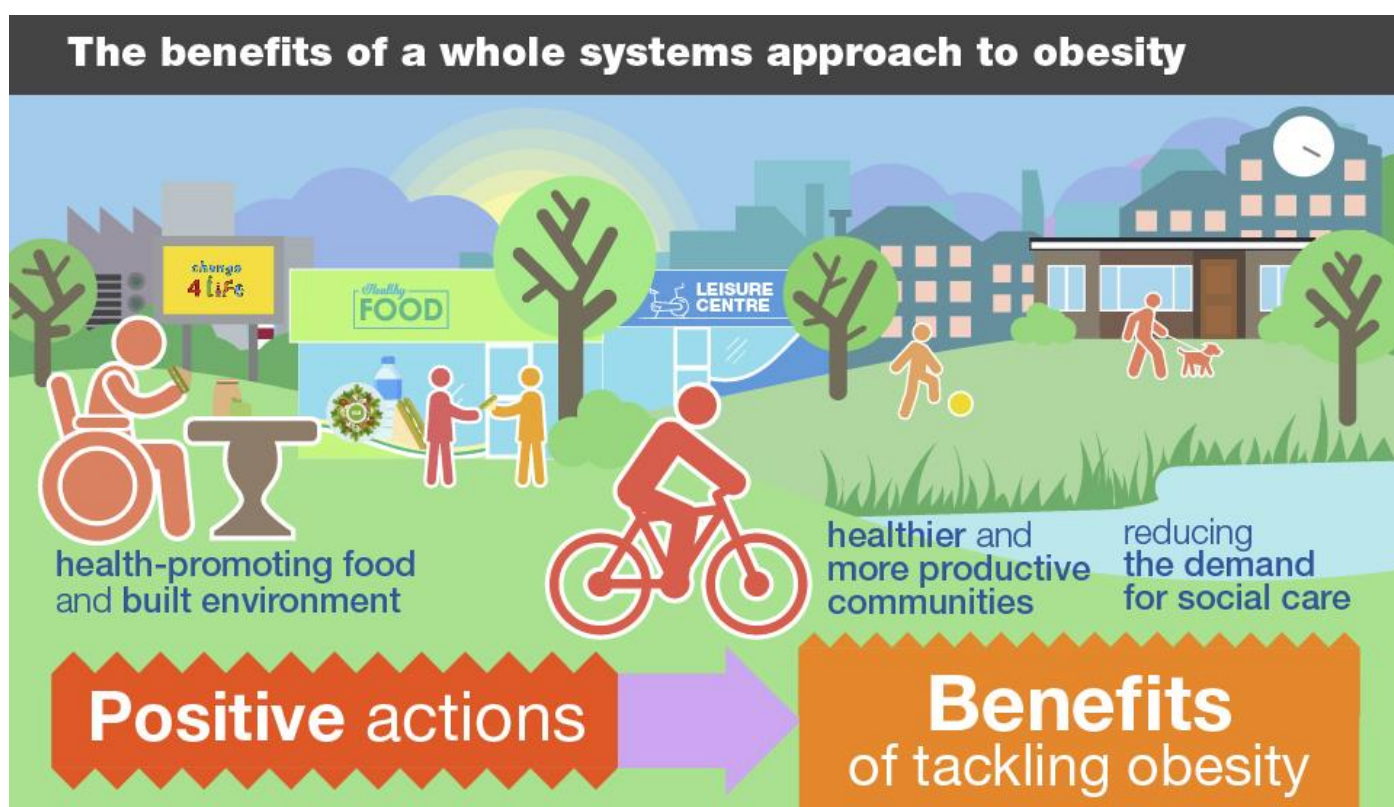 The benefits of a whole systems approach to obesity
change
4 LiFe
Healthy
FOOD
LEISURE
CENTRE
health-promoting food
and built environment
healthier and
more productive
communities
reducing
the demand
for social care
Positive actions
Benefits
of tackling obesity